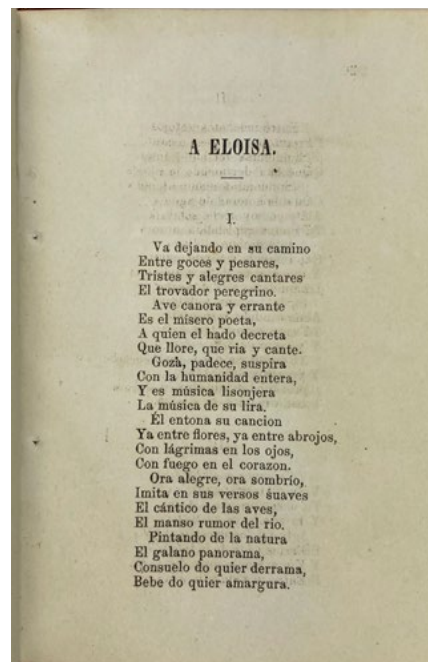 A ELOISA.
I.
Va dejando en su camino
Entre goces y pesares,
Tristes y alegres cantares
El trovador peregrino.
Ave canora y errante
Es el mísero poeta,
A quien el hado decreta
Que llore, que ria y cante.
Goza, padece, suspira
Con la humanidad entera,
Y es música lisonjera
La música de su lira.
Él entona su cancion
Ya entre flores, ya entre abrojos,
Con lágrimas en los ojos,
Con fuego en el corazon.
Ora alegre, ora sombrío,
Imita en sus versos suaves
El cántico de las aves,
El manso rumor del rio.
Pintando de la natura
El galano panorama,
Consuelo do quier derrama,
Bebe do quier amargura.